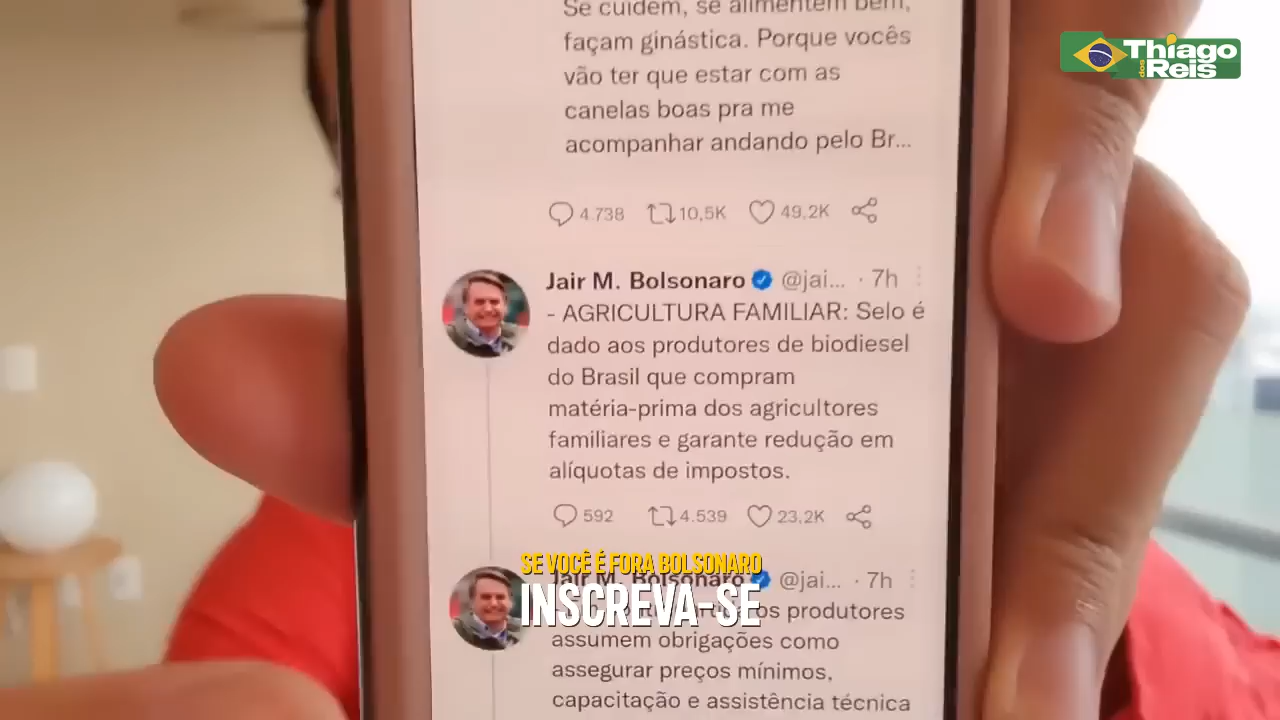 Se cuidem, se alimentem bem,
façam ginástica. Porque vocês
vão ter que estar com as
canelas boas pra me
acompanhar andando pelo Br...
4.738 10,5K 49,2K
Jair M. Bolsonaro @jai... · 7h
- AGRICULTURA FAMILIAR: Selo é
dado aos produtores de biodiesel
do Brasil que compram
matéria-prima dos agricultores
familiares e garante redução em
alíquotas de impostos.
592 4.539 23,2K
Jair M. Bolsonaro @jai... · 7h
os produtores
assumem obrigações como
assegurar preços mínimos,
capacitação e assistência técnica
SE VOCÊ É FORA BOLSONARO
INSCREVA-SE
Thiago
dos Reis